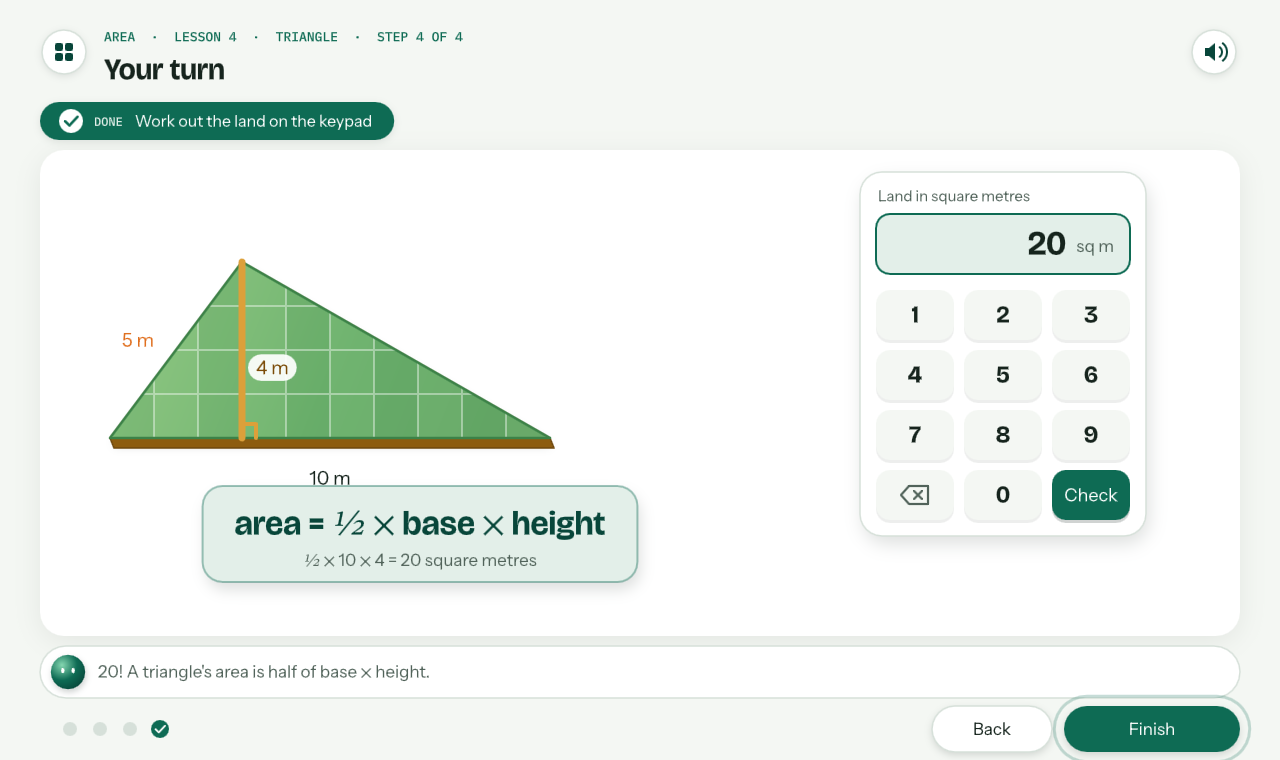 AREA · LESSON 4 · TRIANGLE · STEP 4 OF 4
Your turn
DONE Work out the land on the keypad
5 m
4 m
10 m
area = ½ × base × height
½ × 10 × 4 = 20 square metres
Land in square metres
20 sq m
1 2 3
4 5 6
7 8 9
0 Check
20! A triangle's area is half of base × height.
Back Finish